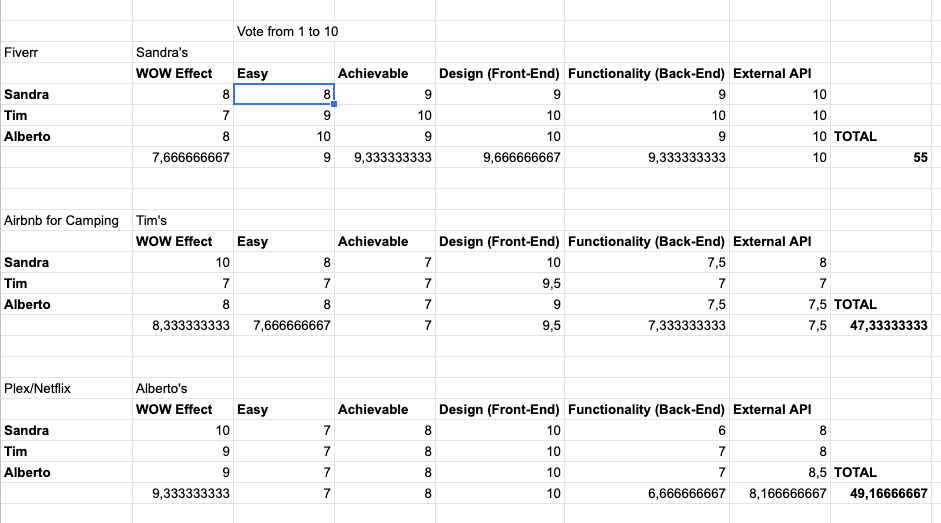 Vote from 1 to 10
Fiverr Sandra's
WOW Effect Easy Achievable Design (Front-End) Functionality (Back-End) External API
Sandra 8 8 9 9 9 10
Tim 7 9 10 10 10 10
Alberto 8 10 9 10 9 10 TOTAL
7,666666667 9 9,333333333 9,666666667 9,333333333 10 55
Airbnb for Camping Tim's
WOW Effect Easy Achievable Design (Front-End) Functionality (Back-End) External API
Sandra 10 8 7 10 7,5 8
Tim 7 7 7 9,5 7 7
Alberto 8 8 7 9 7,5 7,5 TOTAL
8,333333333 7,666666667 7 9,5 7,333333333 7,5 47,33333333
Plex/Netflix Alberto's
WOW Effect Easy Achievable Design (Front-End) Functionality (Back-End) External API
Sandra 10 7 8 10 6 8
Tim 9 7 8 10 7 8
Alberto 9 7 8 10 7 8,5 TOTAL
9,333333333 7 8 10 6,666666667 8,166666667 49,16666667